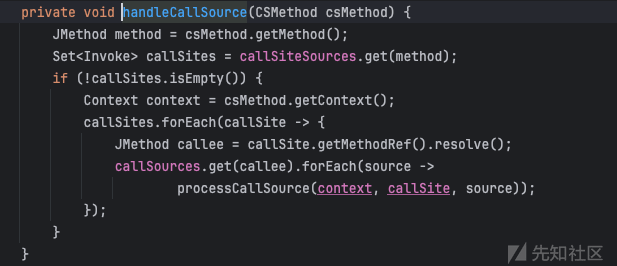 private void handleCallSource(CSMethod csMethod) {
    JMethod method = csMethod.getMethod();
    Set<Invoke> callSites = callSiteSources.get(method);
    if (!callSites.isEmpty()) {
        Context context = csMethod.getContext();
        callSites.forEach(callSite -> {
            JMethod callee = callSite.getMethodRef().resolve();
            callSources.get(callee).forEach(source ->
                    processCallSource(context, callSite, source));
        });
    }
}
先知社区